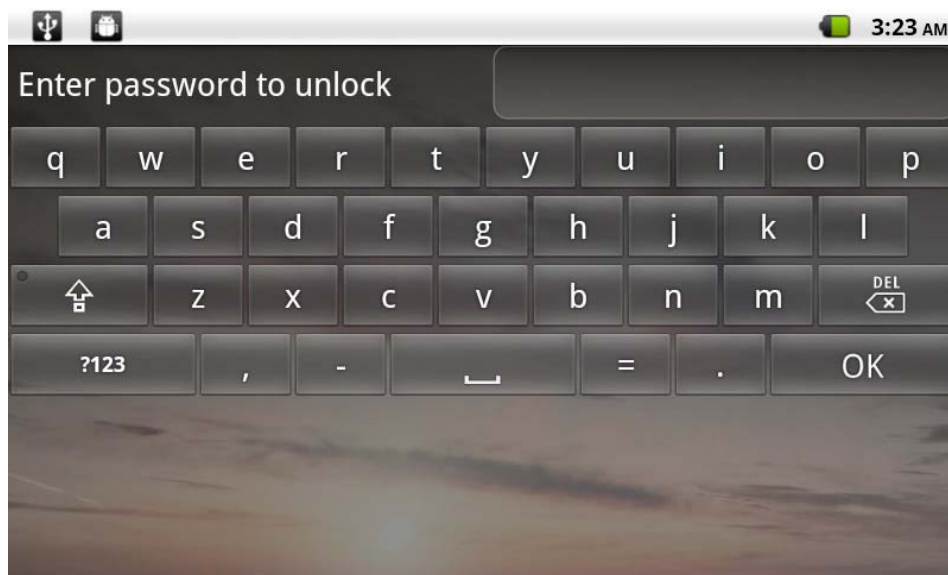 3:23 AM
Enter password to unlock
q w e r t y u i o p
a s d f g h j k l
z x c v b n m DEL
?123 , - = . OK